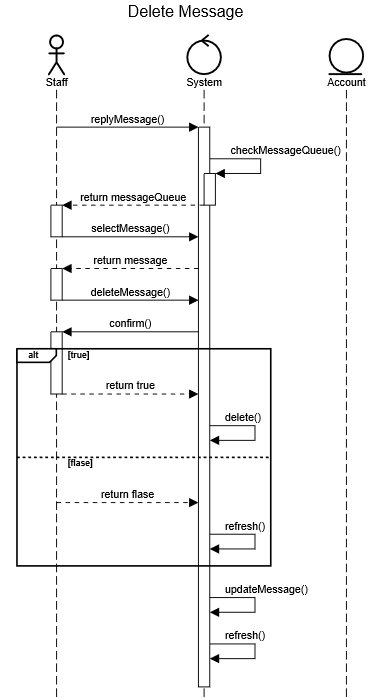 Delete Message
Staff
System
Account
replyMessage()
checkMessageQueue()
return messageQueue
selectMessage()
return message
deleteMessage()
confirm()
alt
[true]
return true
delete()
[flase]
return flase
refresh()
updateMessage()
refresh()